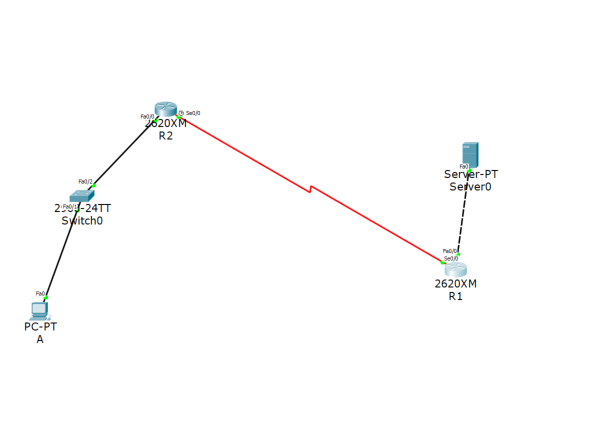 Fa0/0
Se0/0
2620XM
R2
Fa0/2
Fa0/1
-24TT
Switch0
Fa0
PC-PT
A
Fa0
Server-PT
Server0
Fa0/0
Se0/0
2620XM
R1